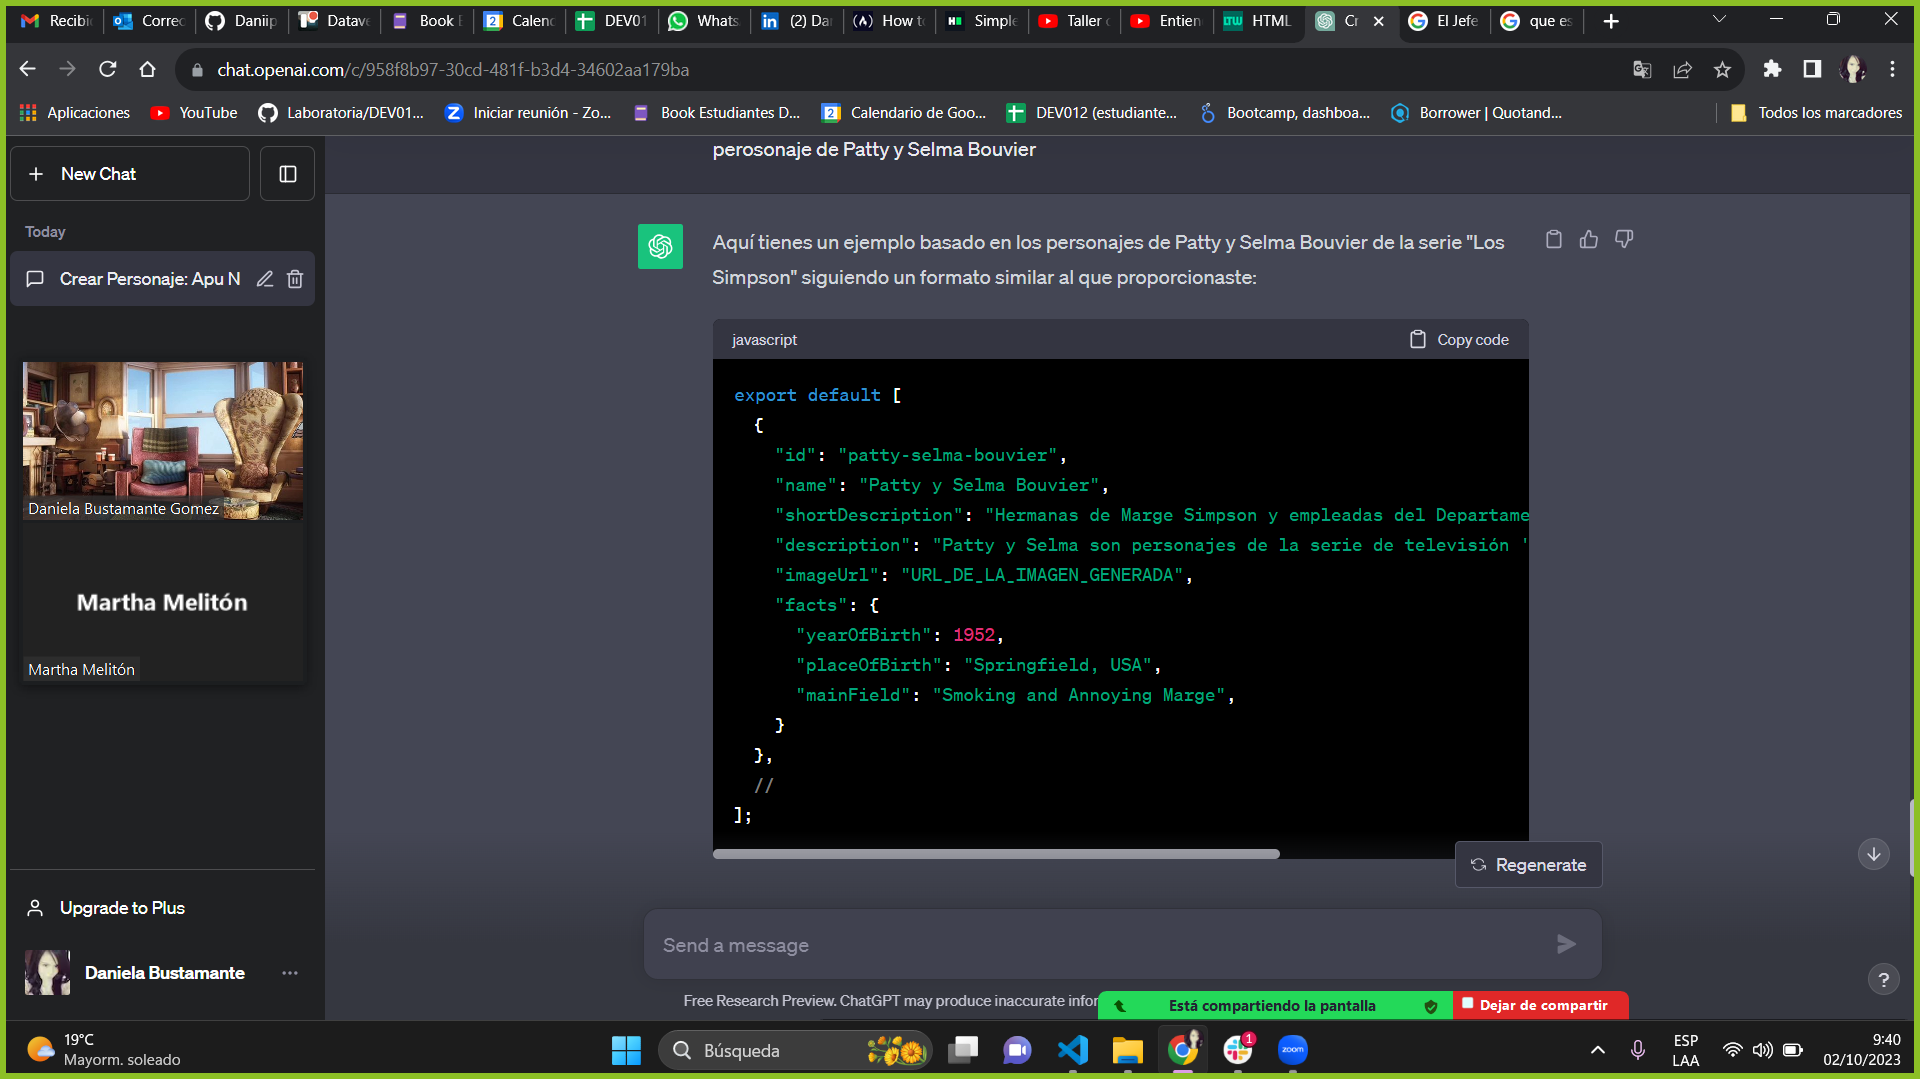 Recibi
Correc
Daniip
Datave
Book E
Calenc
DEV01
Whats
(2) Dan
How to
Simple
Taller c
Entien
HTML
Cr
El Jefe
que es
chat.openai.com/c/958f8b97-30cd-481f-b3d4-34602aa179ba
Aplicaciones
YouTube
Laboratoria/DEV01...
Iniciar reunión - Zo...
Book Estudiantes D...
Calendario de Goo...
DEV012 (estudiante...
Bootcamp, dashboa...
Borrower | Quotand...
Todos los marcadores
New Chat
Today
Crear Personaje: Apu N
Daniela Bustamante Gomez
Martha Melitón
Martha Melitón
Upgrade to Plus
Daniela Bustamante
perosonaje de Patty y Selma Bouvier
Aquí tienes un ejemplo basado en los personajes de Patty y Selma Bouvier de la serie "Los
Simpson" siguiendo un formato similar al que proporcionaste:
javascript
Copy code
export default [
{
"id": "patty-selma-bouvier",
"name": "Patty y Selma Bouvier",
"shortDescription": "Hermanas de Marge Simpson y empleadas del Departame
"description": "Patty y Selma son personajes de la serie de televisión '
"imageUrl": "URL_DE_LA_IMAGEN_GENERADA",
"facts": {
"yearOfBirth": 1952,
"placeOfBirth": "Springfield, USA",
"mainField": "Smoking and Annoying Marge",
}
},
//
];
Regenerate
Send a message
Free Research Preview. ChatGPT may produce inaccurate infor
Está compartiendo la pantalla
Dejar de compartir
?
19°C
Mayorm. soleado
Búsqueda
1
zoom
ESP
LAA
9:40
02/10/2023